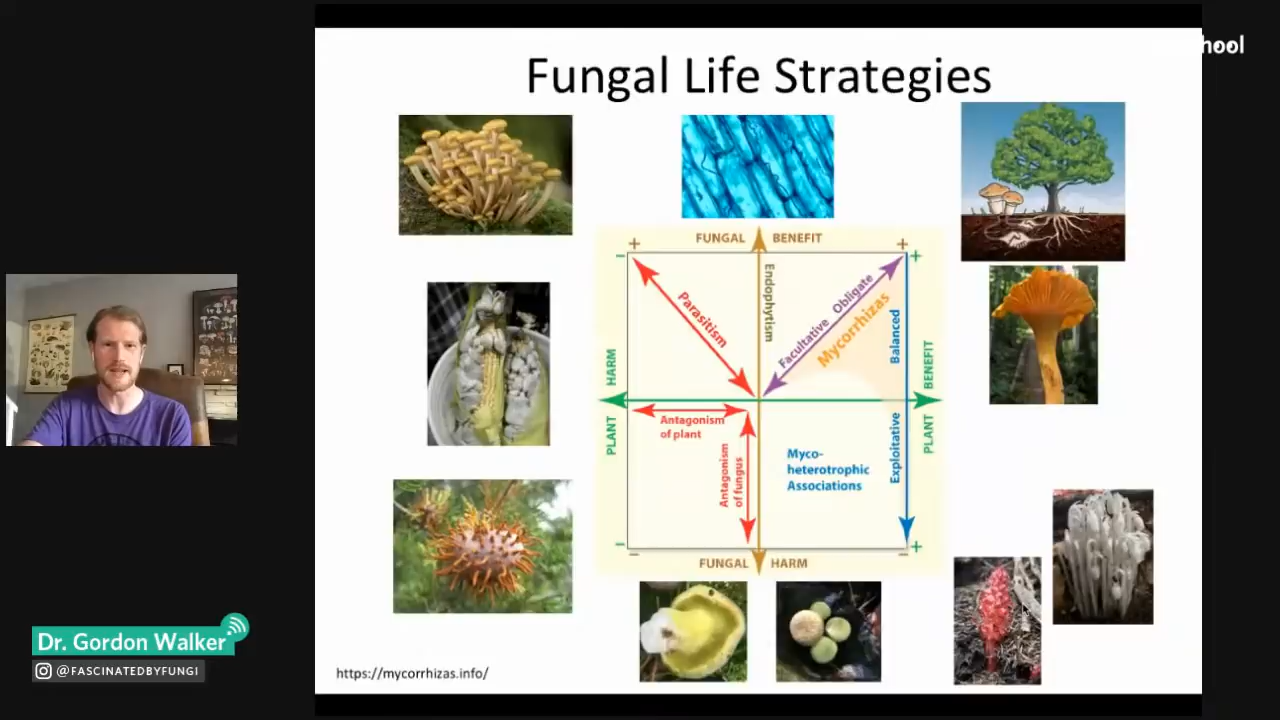 hool
Fungal Life Strategies
FUNGAL BENEFIT
+ +
− +
Parasitism
Endophytism
Facultative Obligate
Mycorrhizas
Balanced
HARM
BENEFIT
PLANT
PLANT
Antagonism
of plant
Antagonism
of fungus
Myco-
heterotrophic
Associations
Exploitative
− +
− −
FUNGAL HARM
Dr. Gordon Walker
@FASCINATEDBYFUNGI
https://mycorrhizas.info/